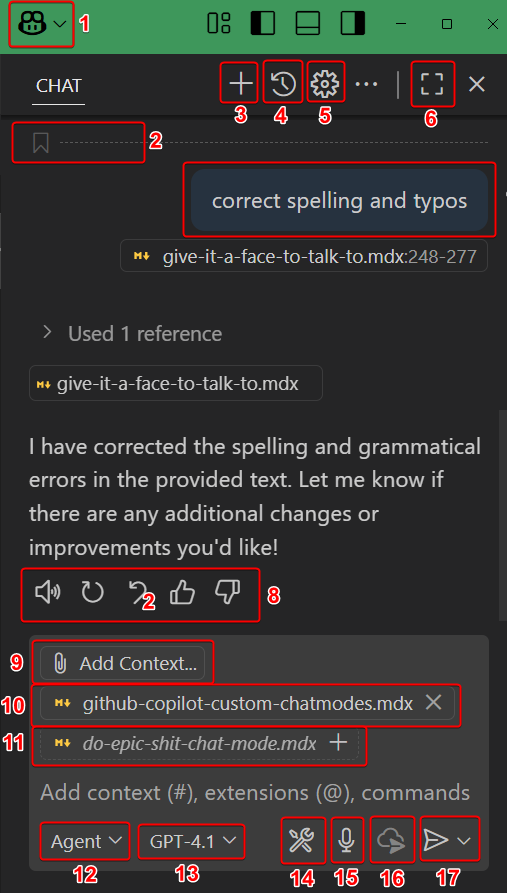 1
CHAT
3
4
5
6
2
correct spelling and typos
give-it-a-face-to-talk-to.mdx:248-277
Used 1 reference
give-it-a-face-to-talk-to.mdx
I have corrected the spelling and grammatical
errors in the provided text. Let me know if
there are any additional changes or
improvements you'd like!
2
8
9
Add Context...
10
github-copilot-custom-chatmodes.mdx
11
do-epic-shit-chat-mode.mdx
Add context (#), extensions (@), commands
Agent
GPT-4.1
12
13
14
15
16
17